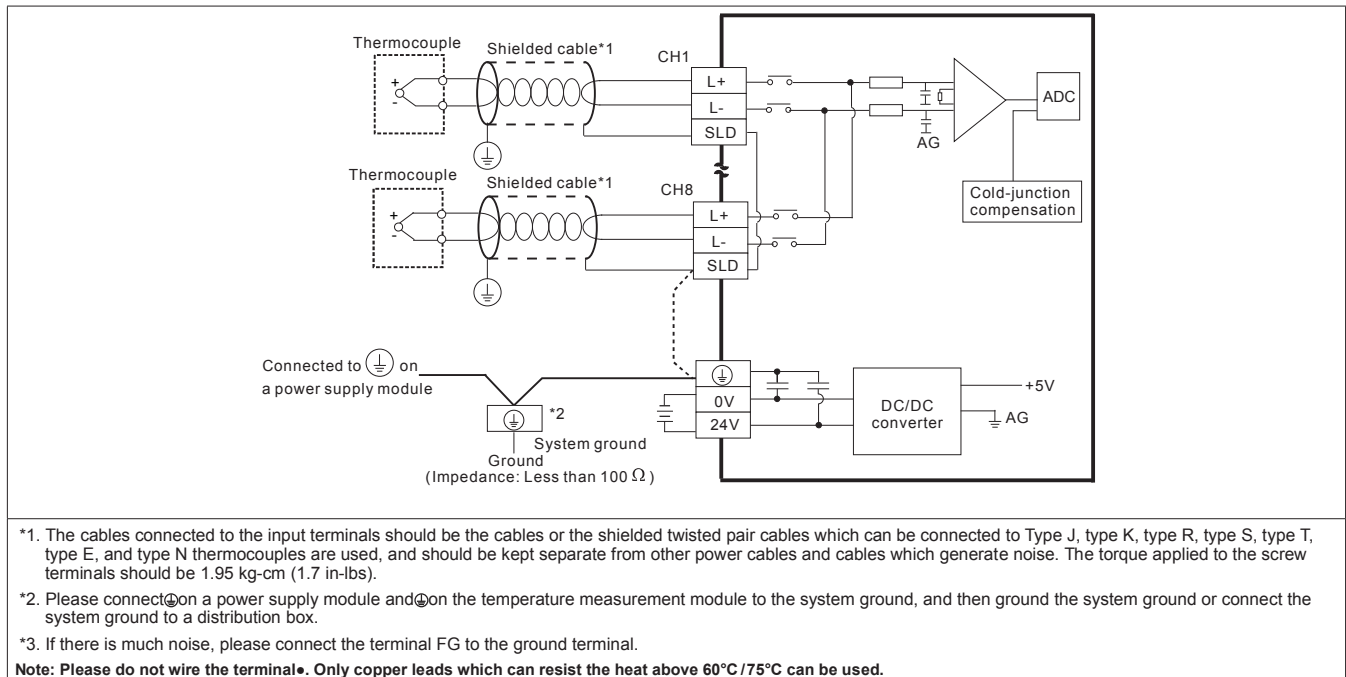 Thermocouple
Shielded cable*1
CH1
+
-
L+
L-
SLD
AG
ADC
Cold-junction
compensation
Thermocouple
Shielded cable*1
CH8
+
-
L+
L-
SLD
Connected to ⏚ on
a power supply module
*2
System ground
Ground
(Impedance: Less than 100 Ω)
0V
24V
DC/DC
converter
+5V
AG
*1. The cables connected to the input terminals should be the cables or the shielded twisted pair cables which can be connected to Type J, type K, type R, type S, type T,
type E, and type N thermocouples are used, and should be kept separate from other power cables and cables which generate noise. The torque applied to the screw
terminals should be 1.95 kg-cm (1.7 in-lbs).
*2. Please connect⏚on a power supply module and⏚on the temperature measurement module to the system ground, and then ground the system ground or connect the
system ground to a distribution box.
*3. If there is much noise, please connect the terminal FG to the ground terminal.
Note: Please do not wire the terminal●. Only copper leads which can resist the heat above 60°C/75°C can be used.